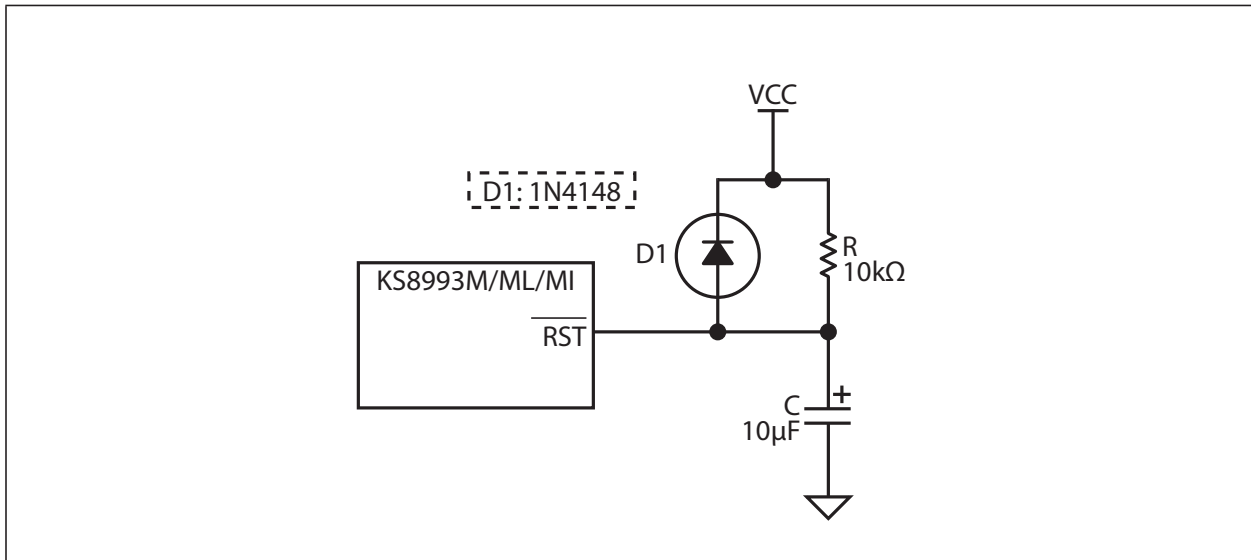 VCC
D1: 1N4148
D1
R
10kΩ
KS8993M/ML/MI
RST
+
C
10µF